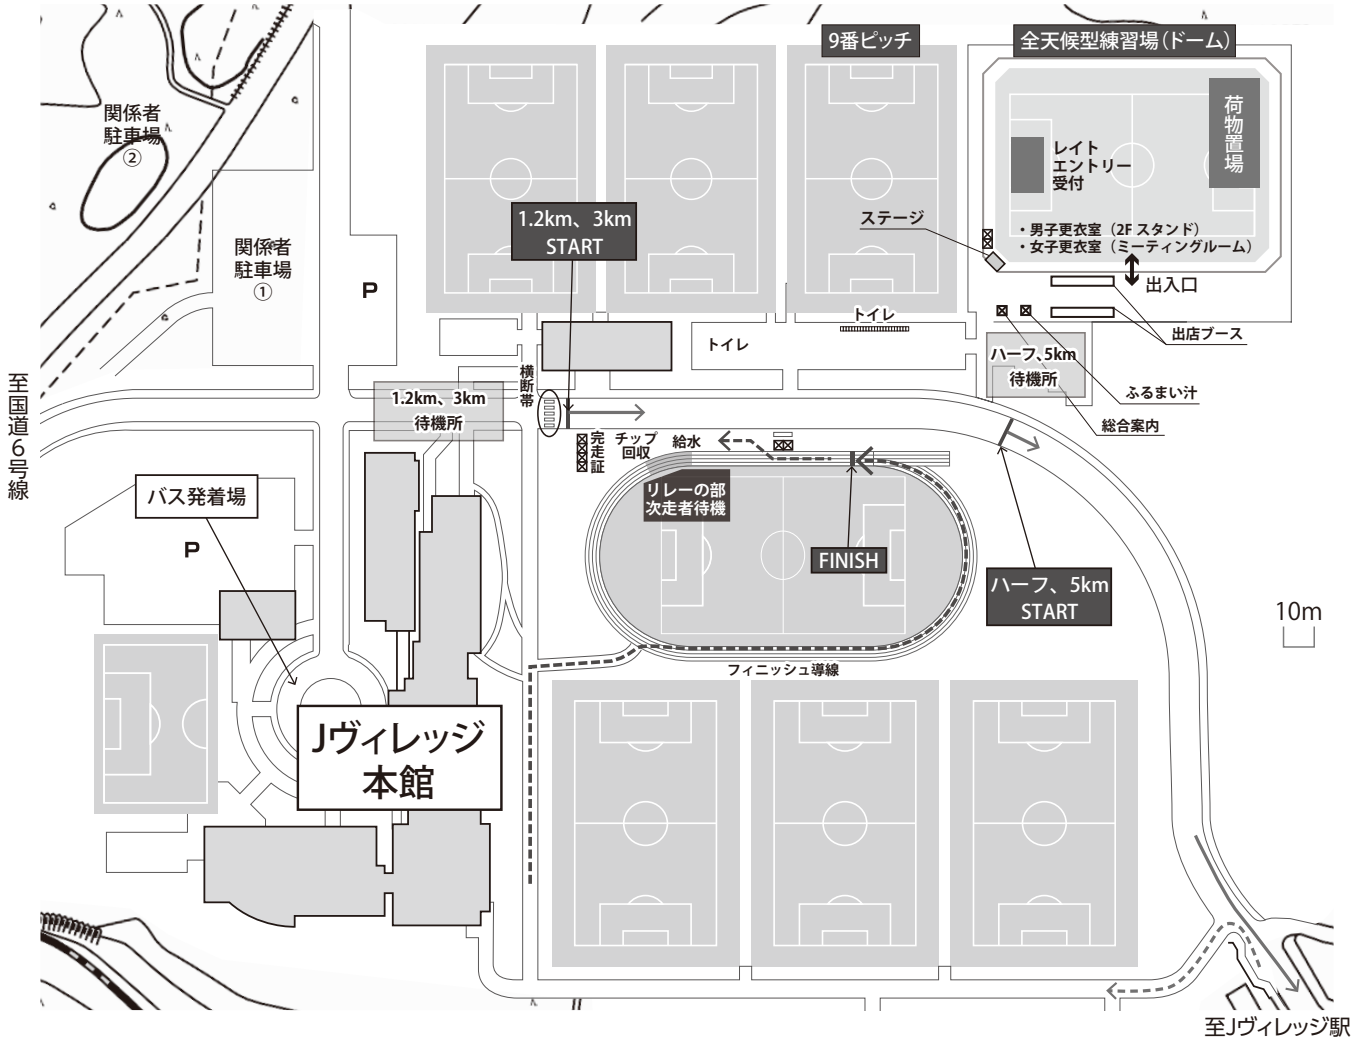 9番ピッチ
全天候型練習場（ドーム）
関係者
駐車場
②
荷物置場
レイト
エントリー
受付
1.2km、3km
START
ステージ
・男子更衣室（2Fスタンド）
・女子更衣室（ミーティングルーム）
関係者
駐車場
①
P
出入口
トイレ
トイレ
出店ブース
ハーフ、5km
待機所
横断帯
至国道6号線
1.2km、3km
待機所
ふるまい汁
総合案内
完走証
チップ
回収
給水
バス発着場
リレーの部
次走者待機
P
FINISH
ハーフ、5km
START
10m
フィニッシュ導線
Jヴィレッジ
本館
至Jヴィレッジ駅